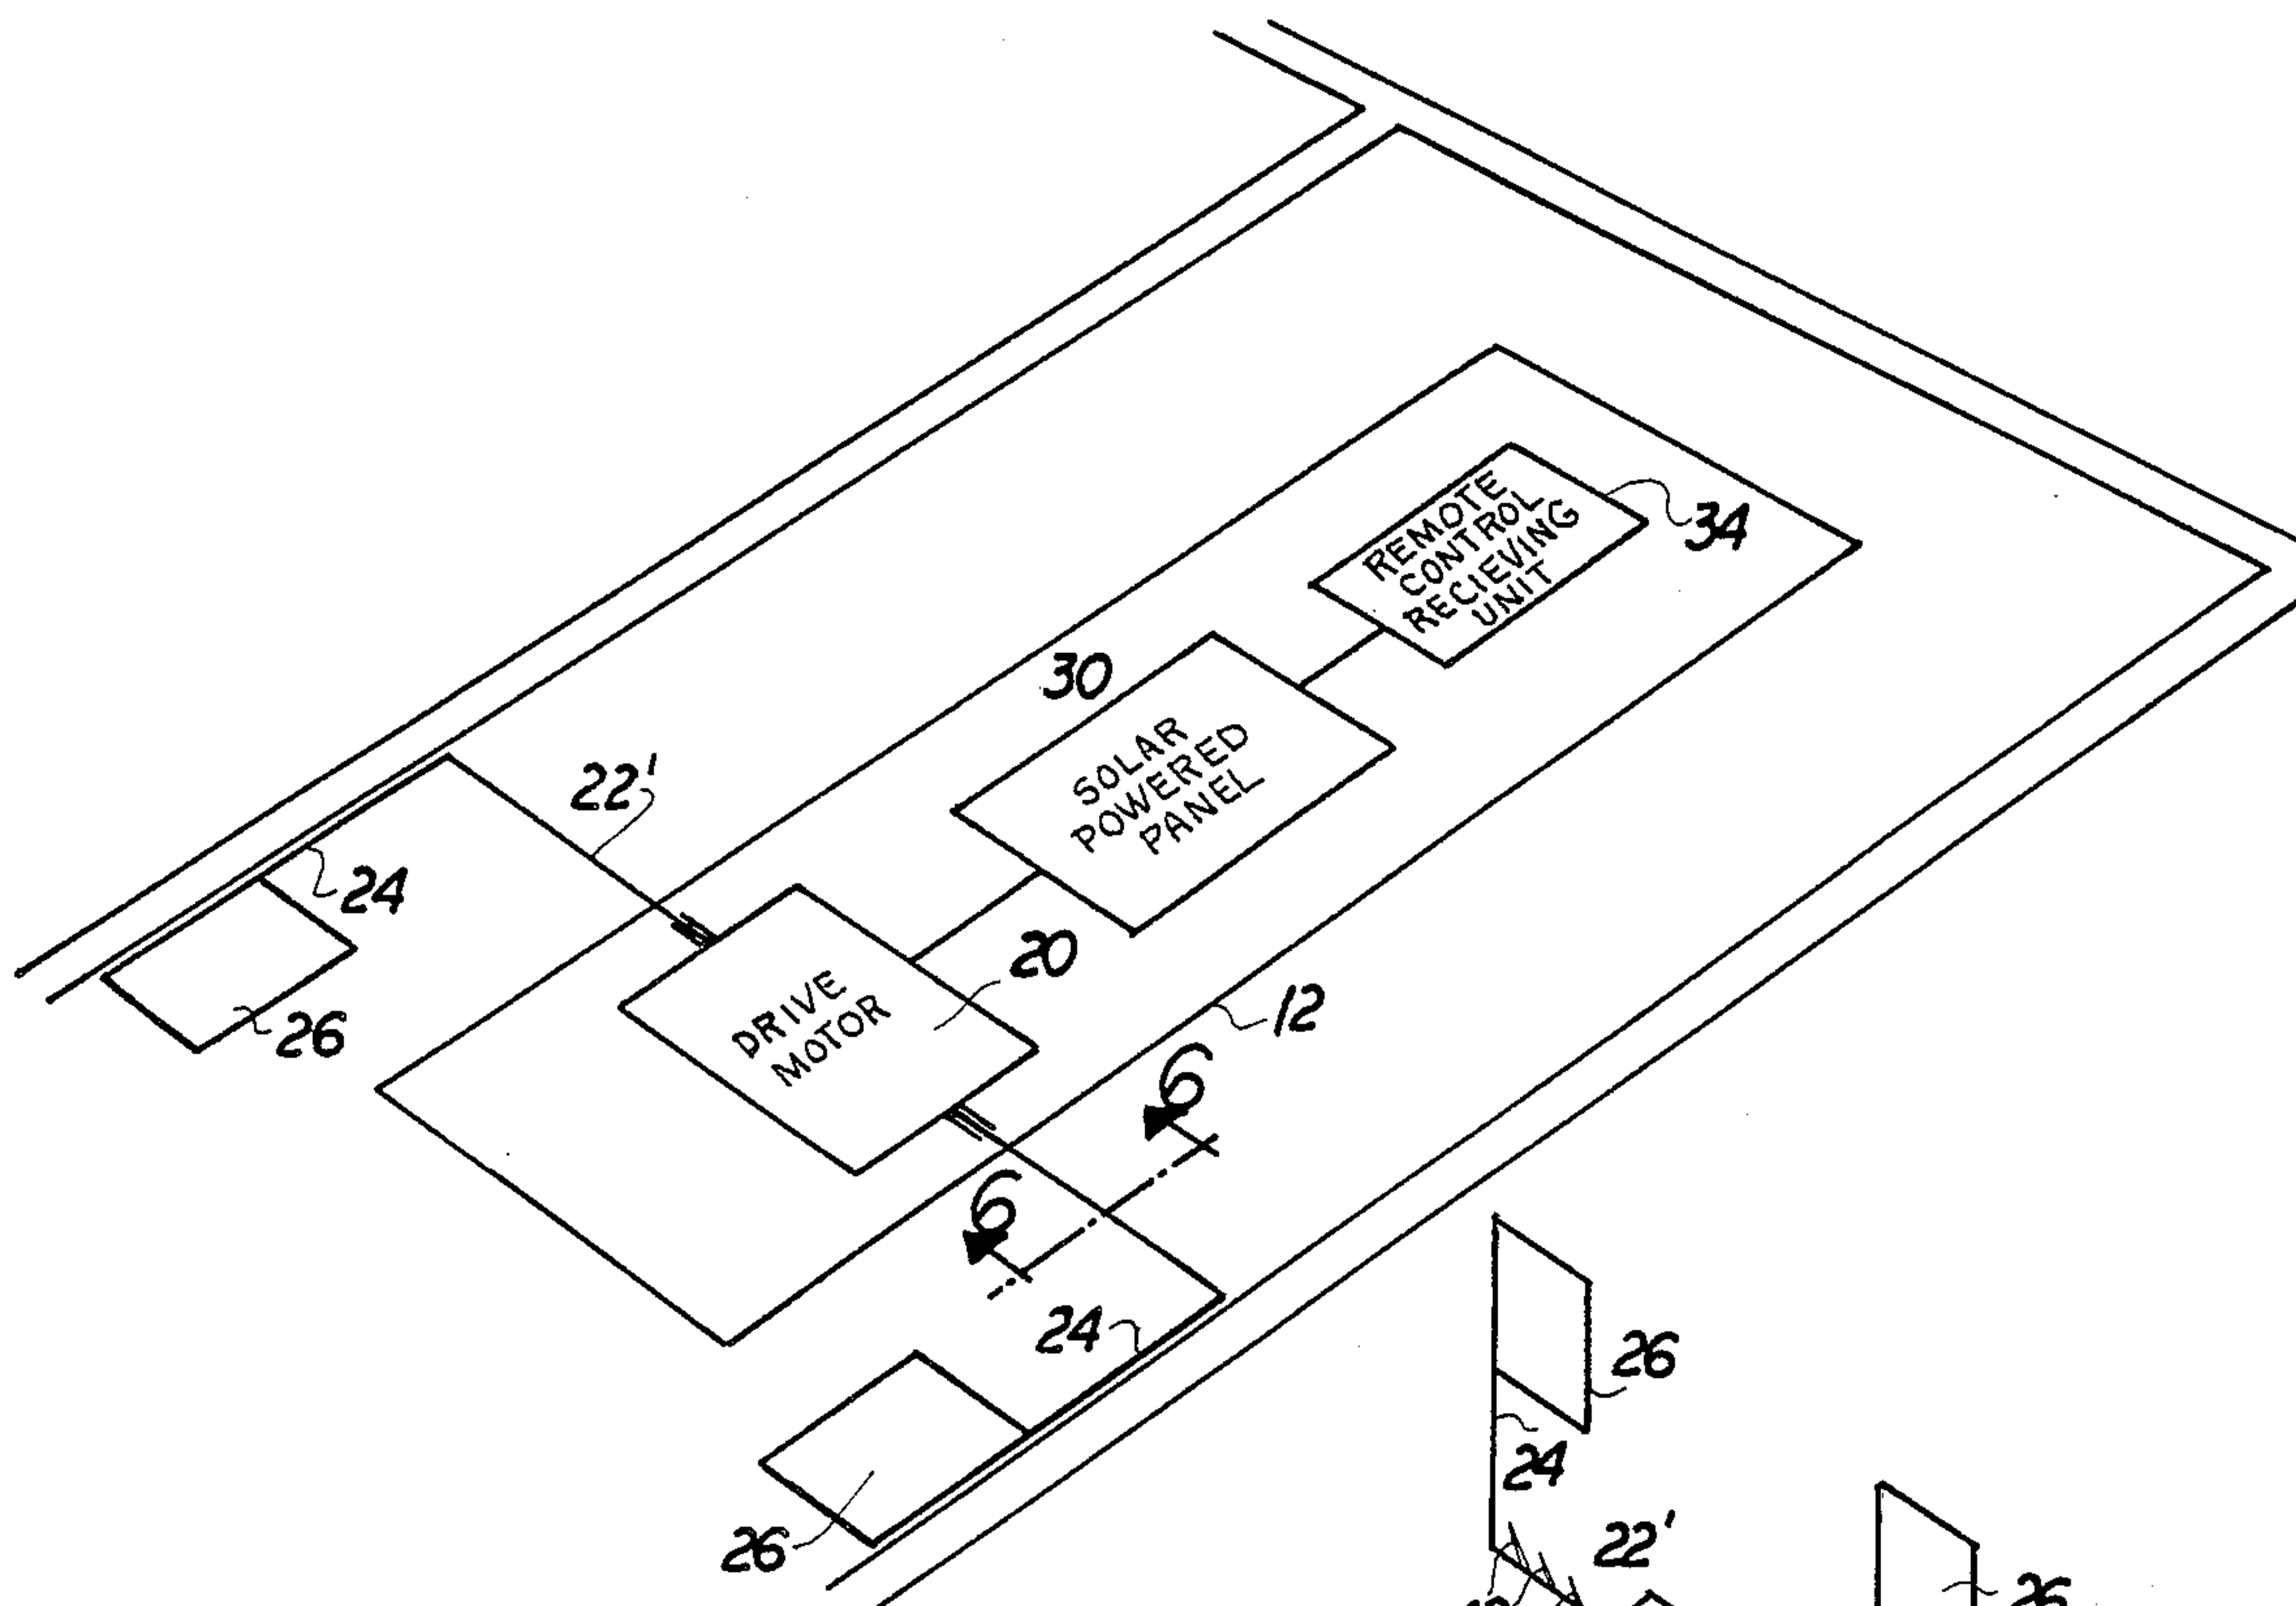 REMOTE
CONTROL
RECIEVING
UNIT
34
30
SOLAR
POWERED
PANEL
22'
24
20
DRIVE
MOTOR
12
26
6
6
24
26
24
22'
26
26